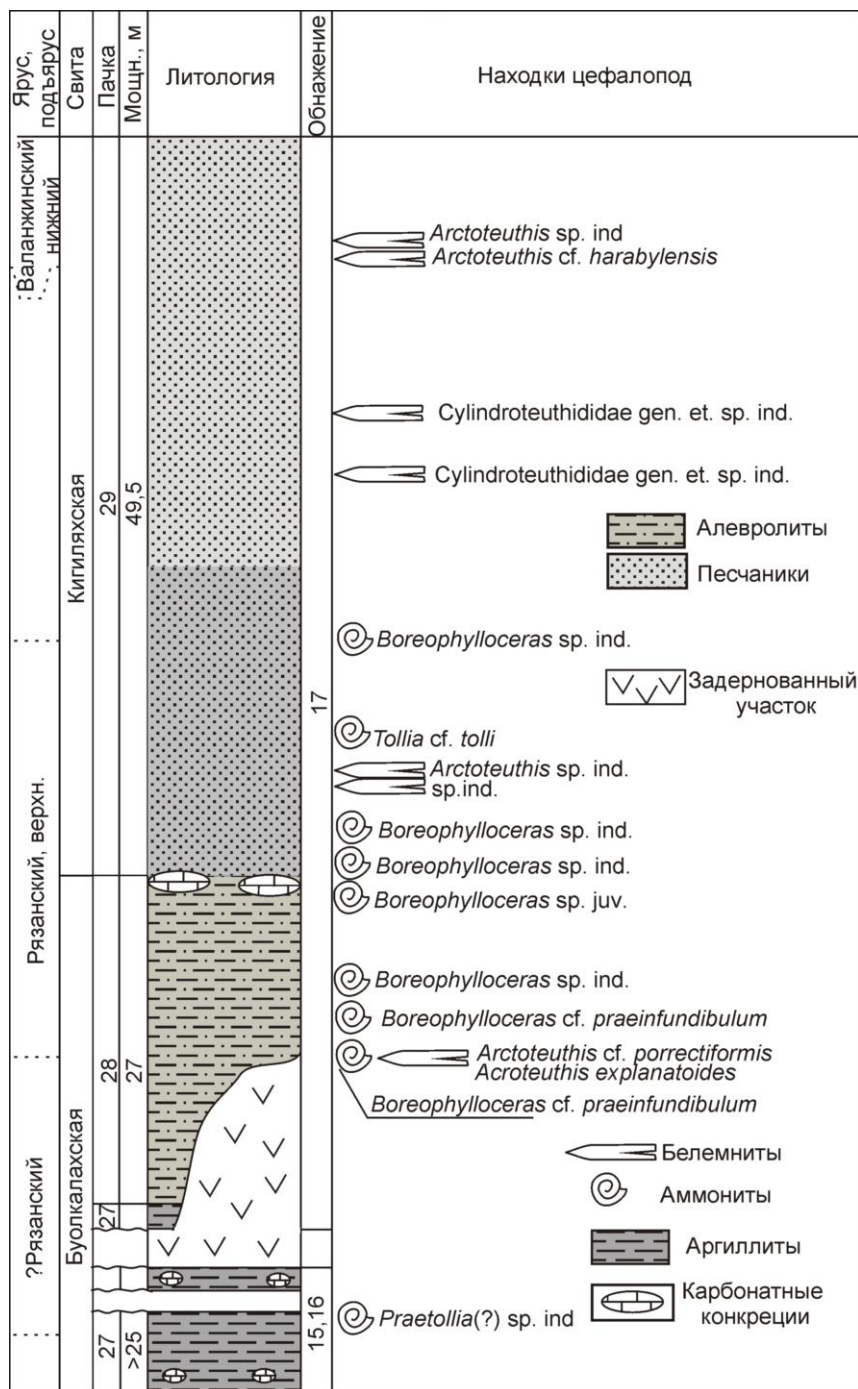 Ярус,
подъярус
Свита
Пачка
Мощн., м
Литология
Обнажение
Находки цефалопод
Валанжинский
нижний
Arctoteuthis sp. ind
Arctoteuthis cf. harabylensis
Cylindroteuthididae gen. et. sp. ind.
Cylindroteuthididae gen. et. sp. ind.
Кигиляхская
29
49,5
Алевролиты
Песчаники
Boreophylloceras sp. ind.
Задернованный
участок
17
Tollia cf. tolli
Arctoteuthis sp. ind.
sp.ind.
Рязанский, верхн.
Boreophylloceras sp. ind.
Boreophylloceras sp. ind.
Boreophylloceras sp. juv.
Boreophylloceras sp. ind.
Boreophylloceras cf. praeinfundibulum
28
27
Arctoteuthis cf. porrectiformis
Acroteuthis explanatoides
Boreophylloceras cf. praeinfundibulum
Белемниты
Аммониты
?Рязанский
Буолкалахская
27
Аргиллиты
Карбонатные
конкреции
15,16
Praetollia(?) sp. ind
27
>25